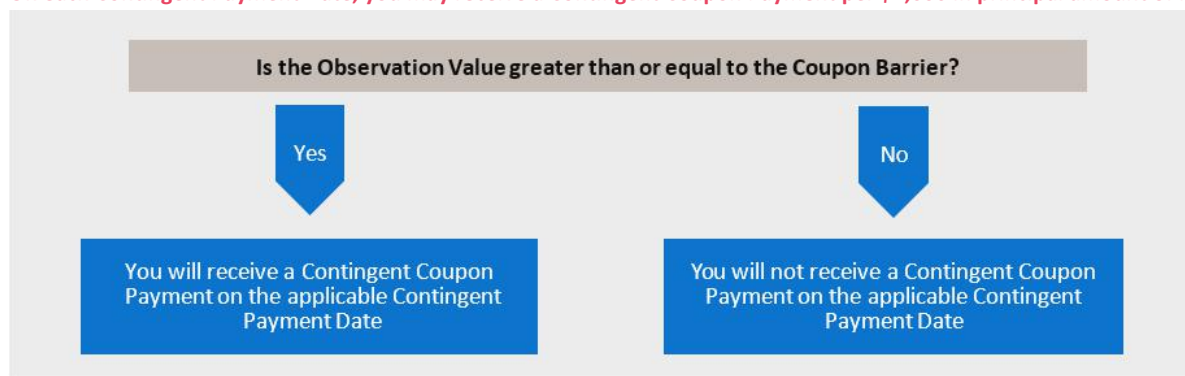 Is the Observation Value greater than or equal to the Coupon Barrier?
Yes
No
You will receive a Contingent Coupon
Payment on the applicable Contingent
Payment Date
You will not receive a Contingent Coupon
Payment on the applicable Contingent
Payment Date